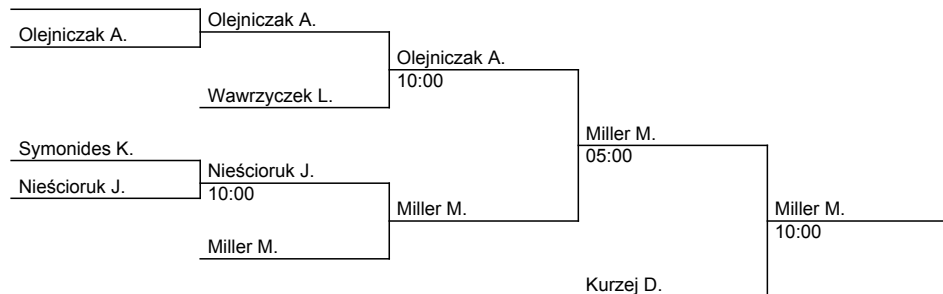 Olejniczak A.
Olejniczak A.
Olejniczak A.
10:00
Wawrzyczek L.
Miller M.
05:00
Symonides K.
Nieścioruk J.
Nieścioruk J.
10:00
Miller M.
Miller M.
10:00
Miller M.
Kurzej D.